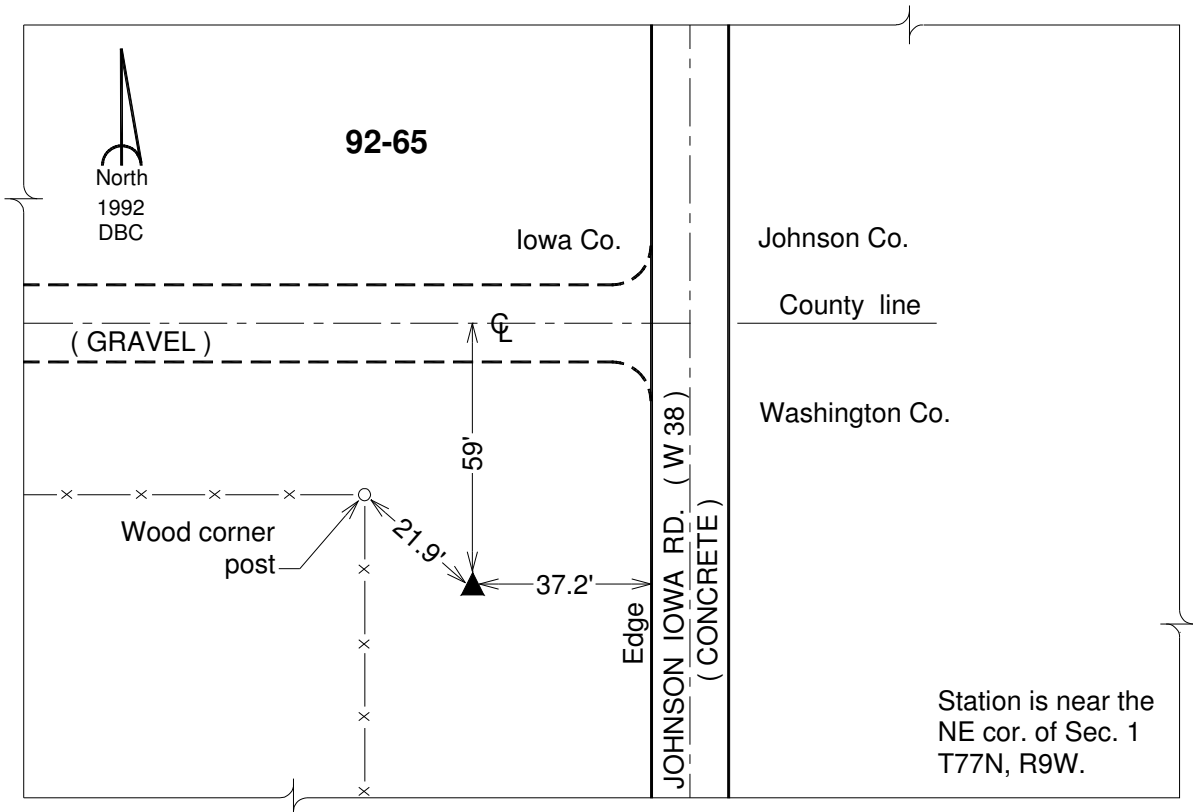 92-65
North
1992
DBC
Iowa Co.
Johnson Co.
County line
℄
( GRAVEL )
Washington Co.
59'
Wood corner
post
21.9'
37.2'
Edge
JOHNSON IOWA RD. ( W 38 )
( CONCRETE )
Station is near the
NE cor. of Sec. 1
T77N, R9W.